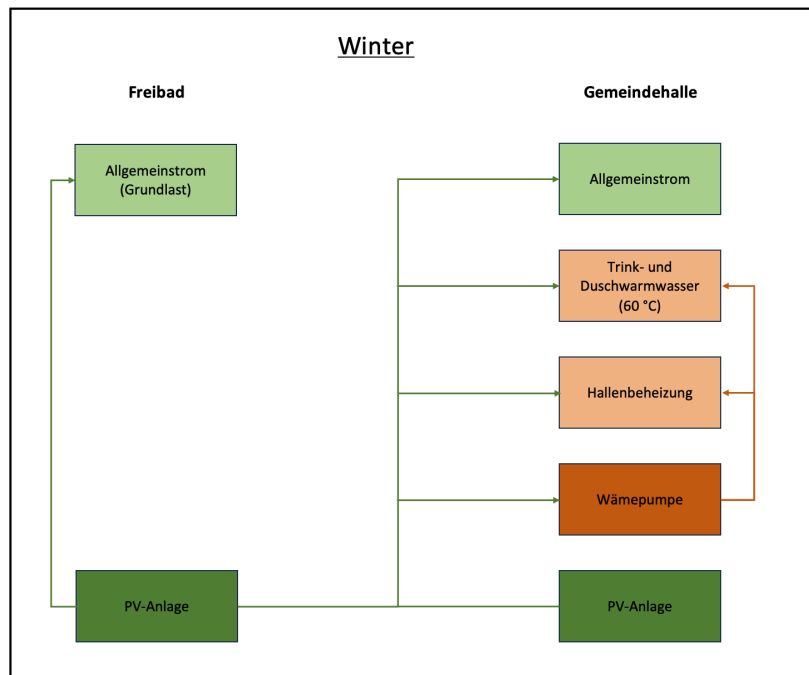 Winter
Freibad
Gemeindehalle
Allgemeinstrom
(Grundlast)
Allgemeinstrom
Trink- und
Duschwarmwasser
(60 °C)
Hallenbeheizung
Wämepumpe
PV-Anlage
PV-Anlage